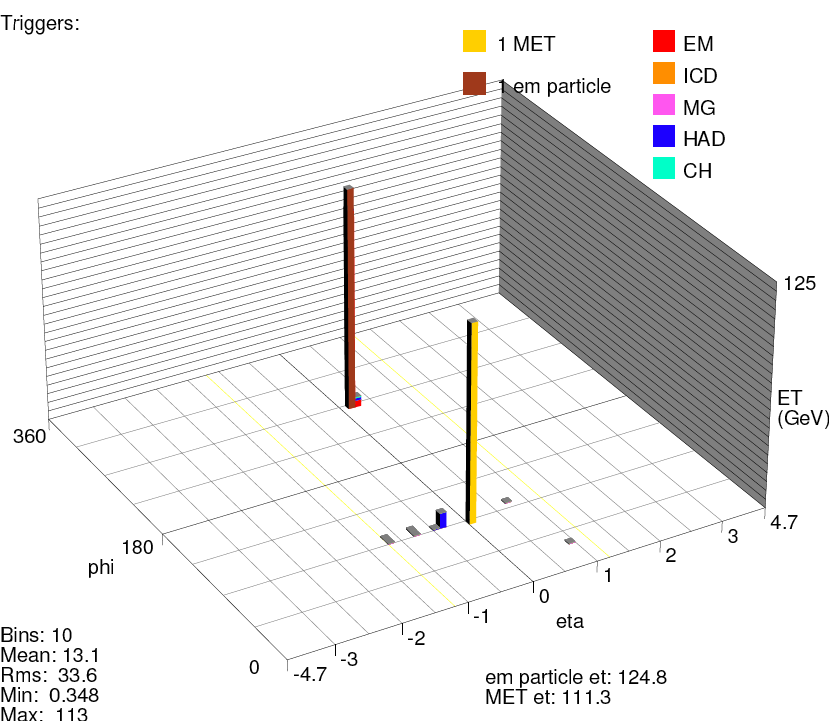 Triggers:
1 MET
1 em particle
EM
ICD
MG
HAD
CH
125
ET
(GeV)
360
180
phi
0
-4.7
-3
-2
-1
0
1
2
3
4.7
eta
Bins: 10
Mean: 13.1
Rms: 33.6
Min: 0.348
Max: 113
em particle et: 124.8
MET et: 111.3